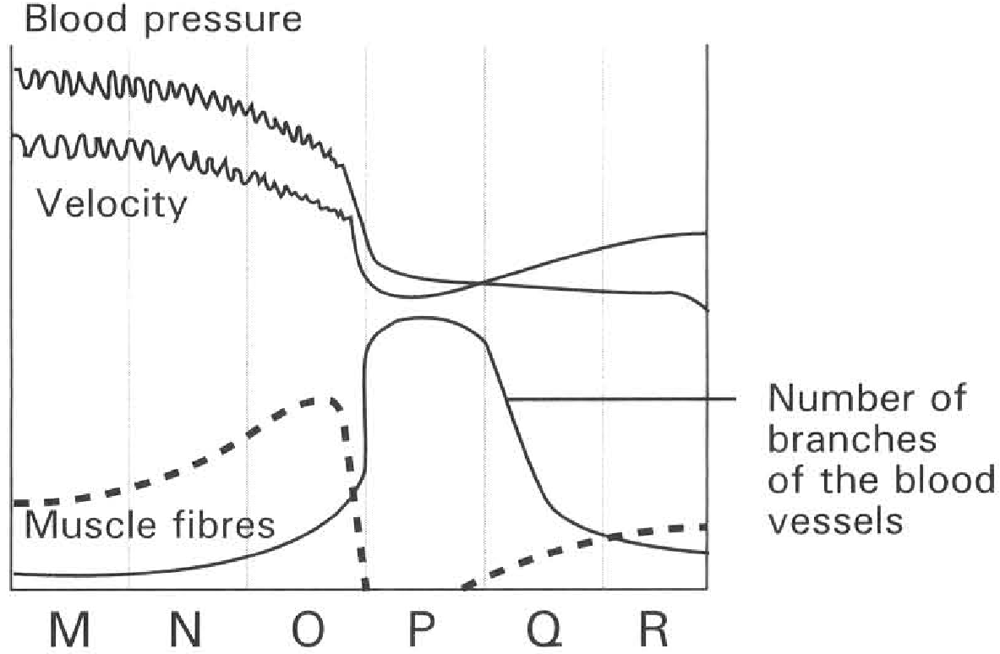 Blood pressure
Velocity
Number of
branches
of the blood
vessels
Muscle fibres
M N O P Q R